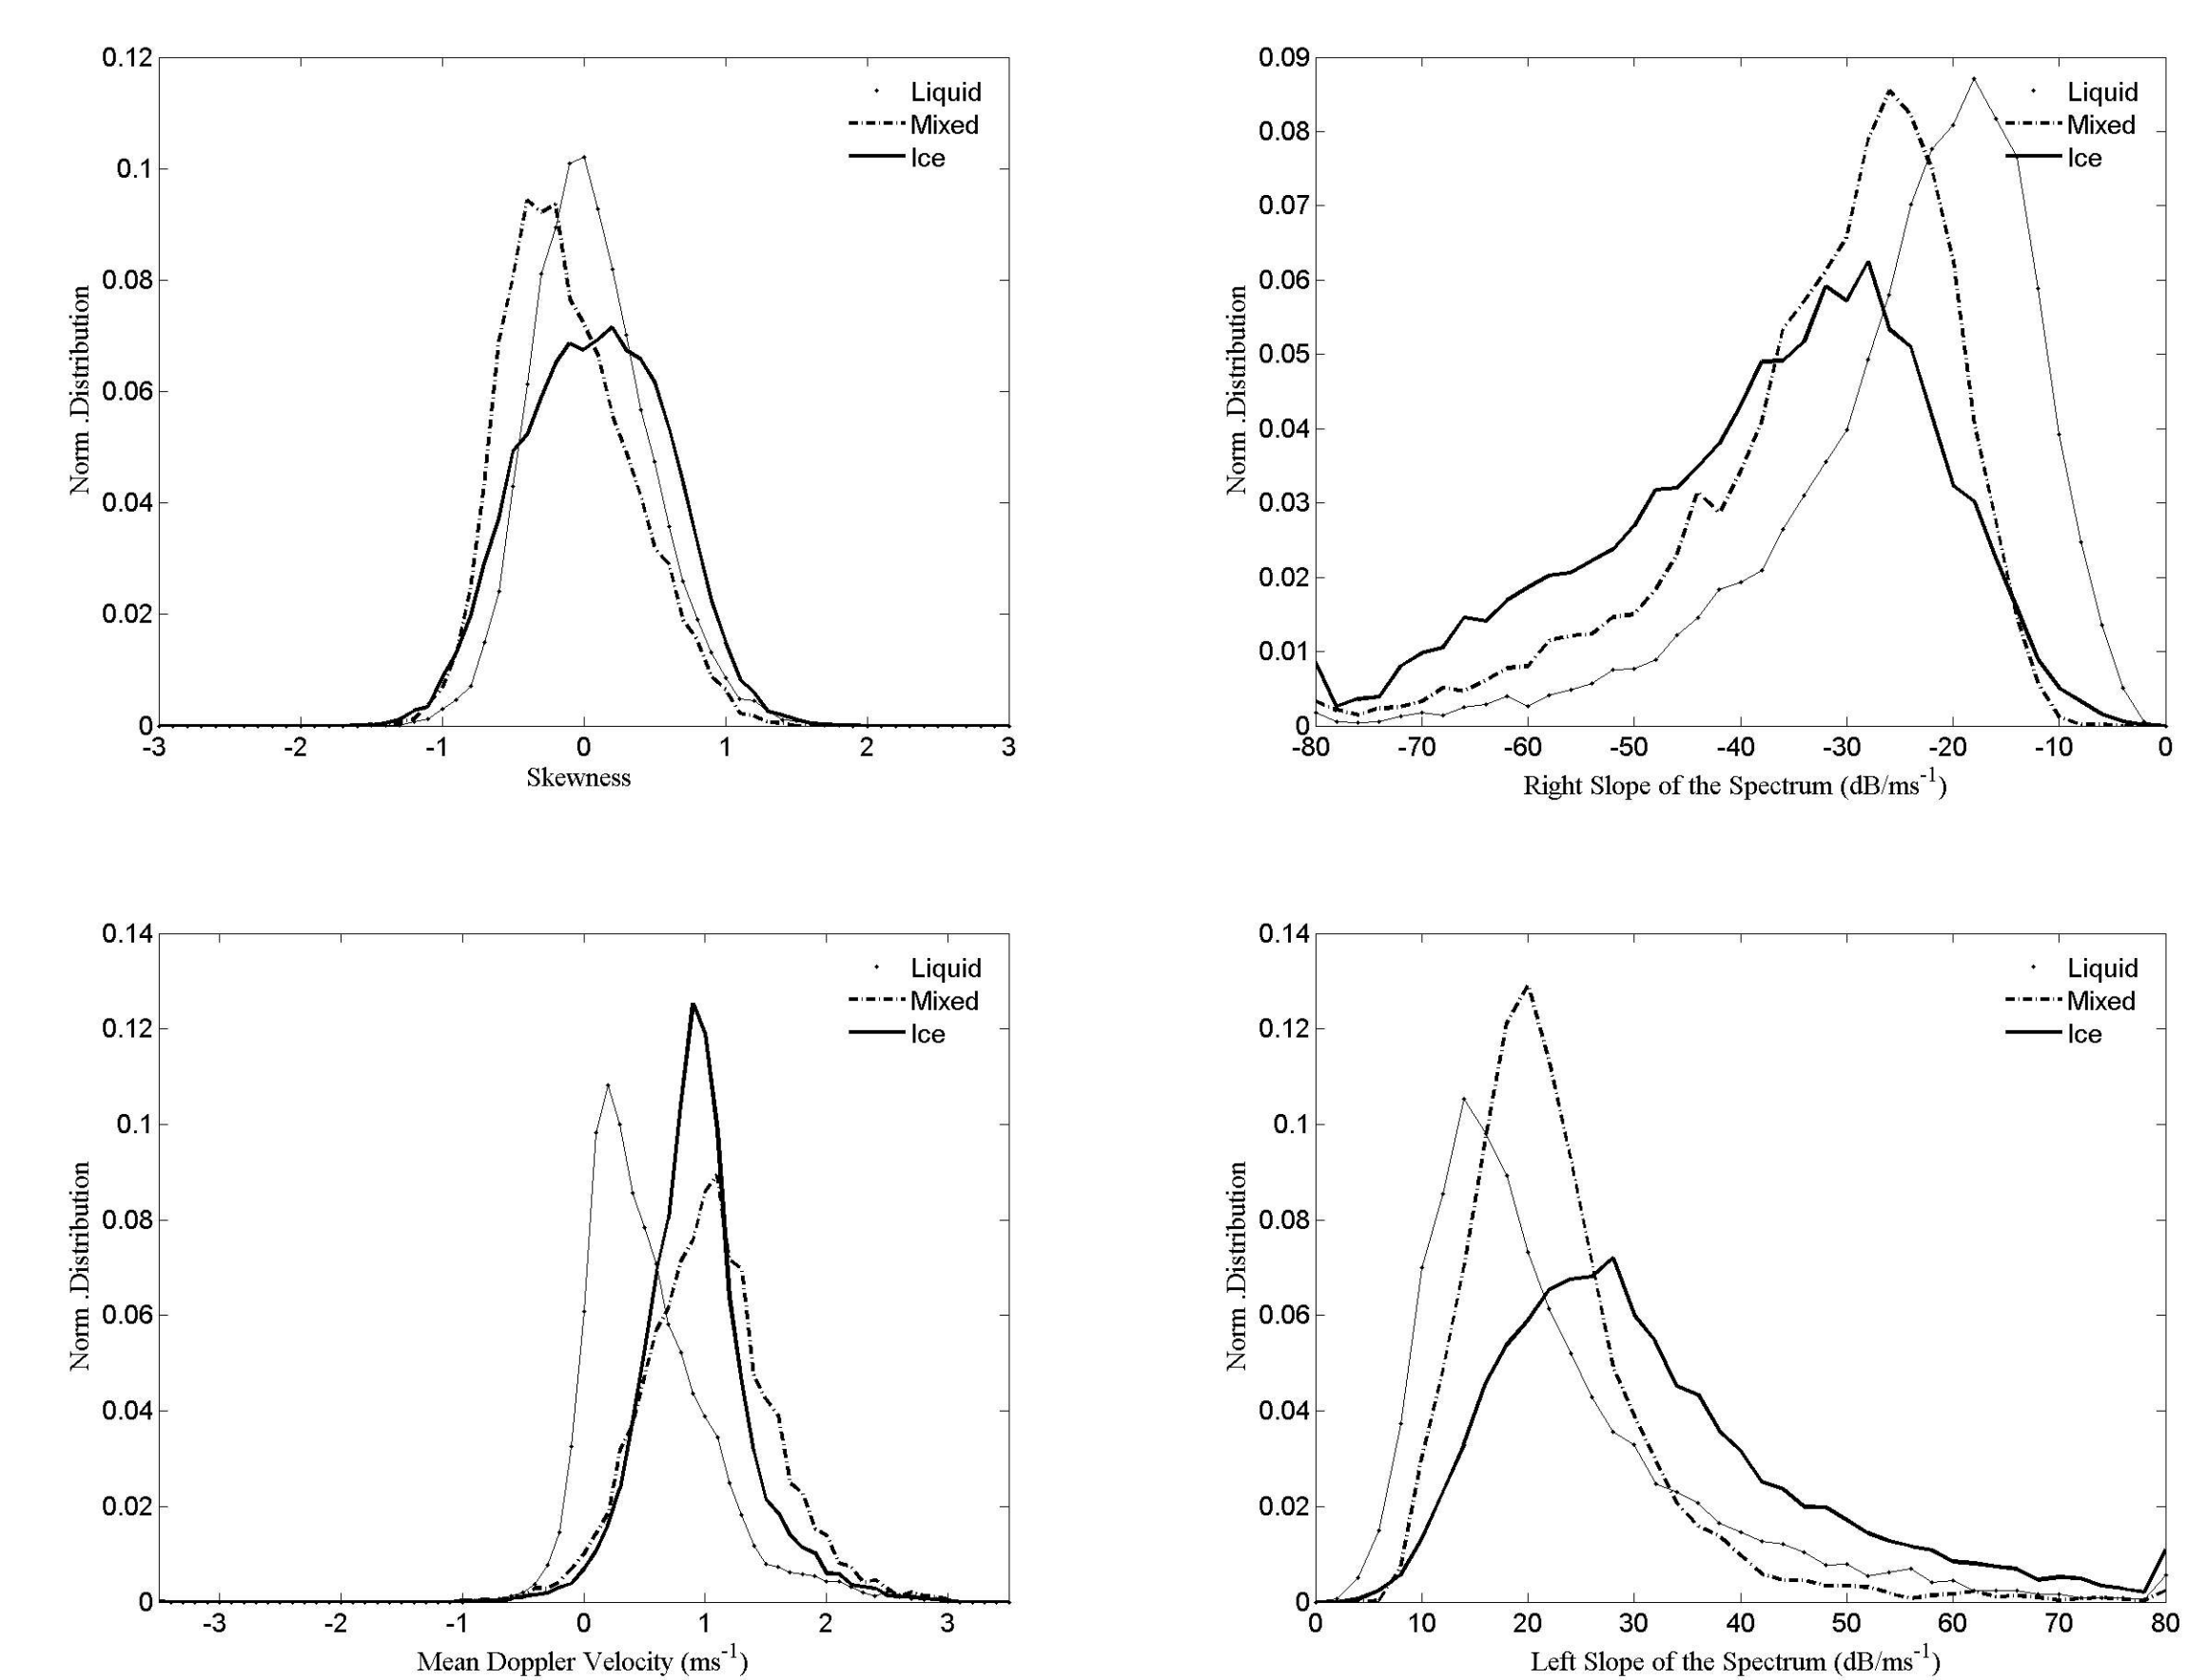 0.12
0.1
0.08
0.06
0.04
0.02
0
Norm .Distribution
-3 -2 -1 0 1 2 3
Skewness
Liquid
Mixed
Ice
0.09
0.08
0.07
0.06
0.05
0.04
0.03
0.02
0.01
0
Norm .Distribution
-80 -70 -60 -50 -40 -30 -20 -10 0
Right Slope of the Spectrum (dB/ms⁻¹)
Liquid
Mixed
Ice
0.14
0.12
0.1
0.08
0.06
0.04
0.02
0
Norm .Distribution
-3 -2 -1 0 1 2 3
Mean Doppler Velocity (ms⁻¹)
Liquid
Mixed
Ice
0.14
0.12
0.1
0.08
0.06
0.04
0.02
0
Norm .Distribution
0 10 20 30 40 50 60 70 80
Left Slope of the Spectrum (dB/ms⁻¹)
Liquid
Mixed
Ice